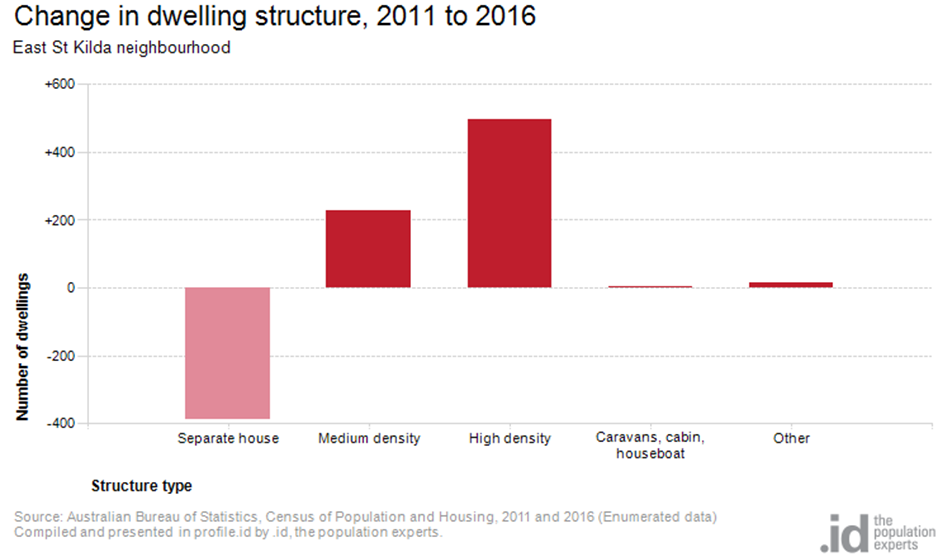 Change in dwelling structure, 2011 to 2016
East St Kilda neighbourhood
+600
+400
+200
0
-200
-400
Number of dwellings
Separate house
Medium density
High density
Caravans, cabin,
houseboat
Other
Structure type
Source: Australian Bureau of Statistics, Census of Population and Housing, 2011 and 2016 (Enumerated data)
Compiled and presented in profile.id by .id, the population experts.
.id the
population
experts